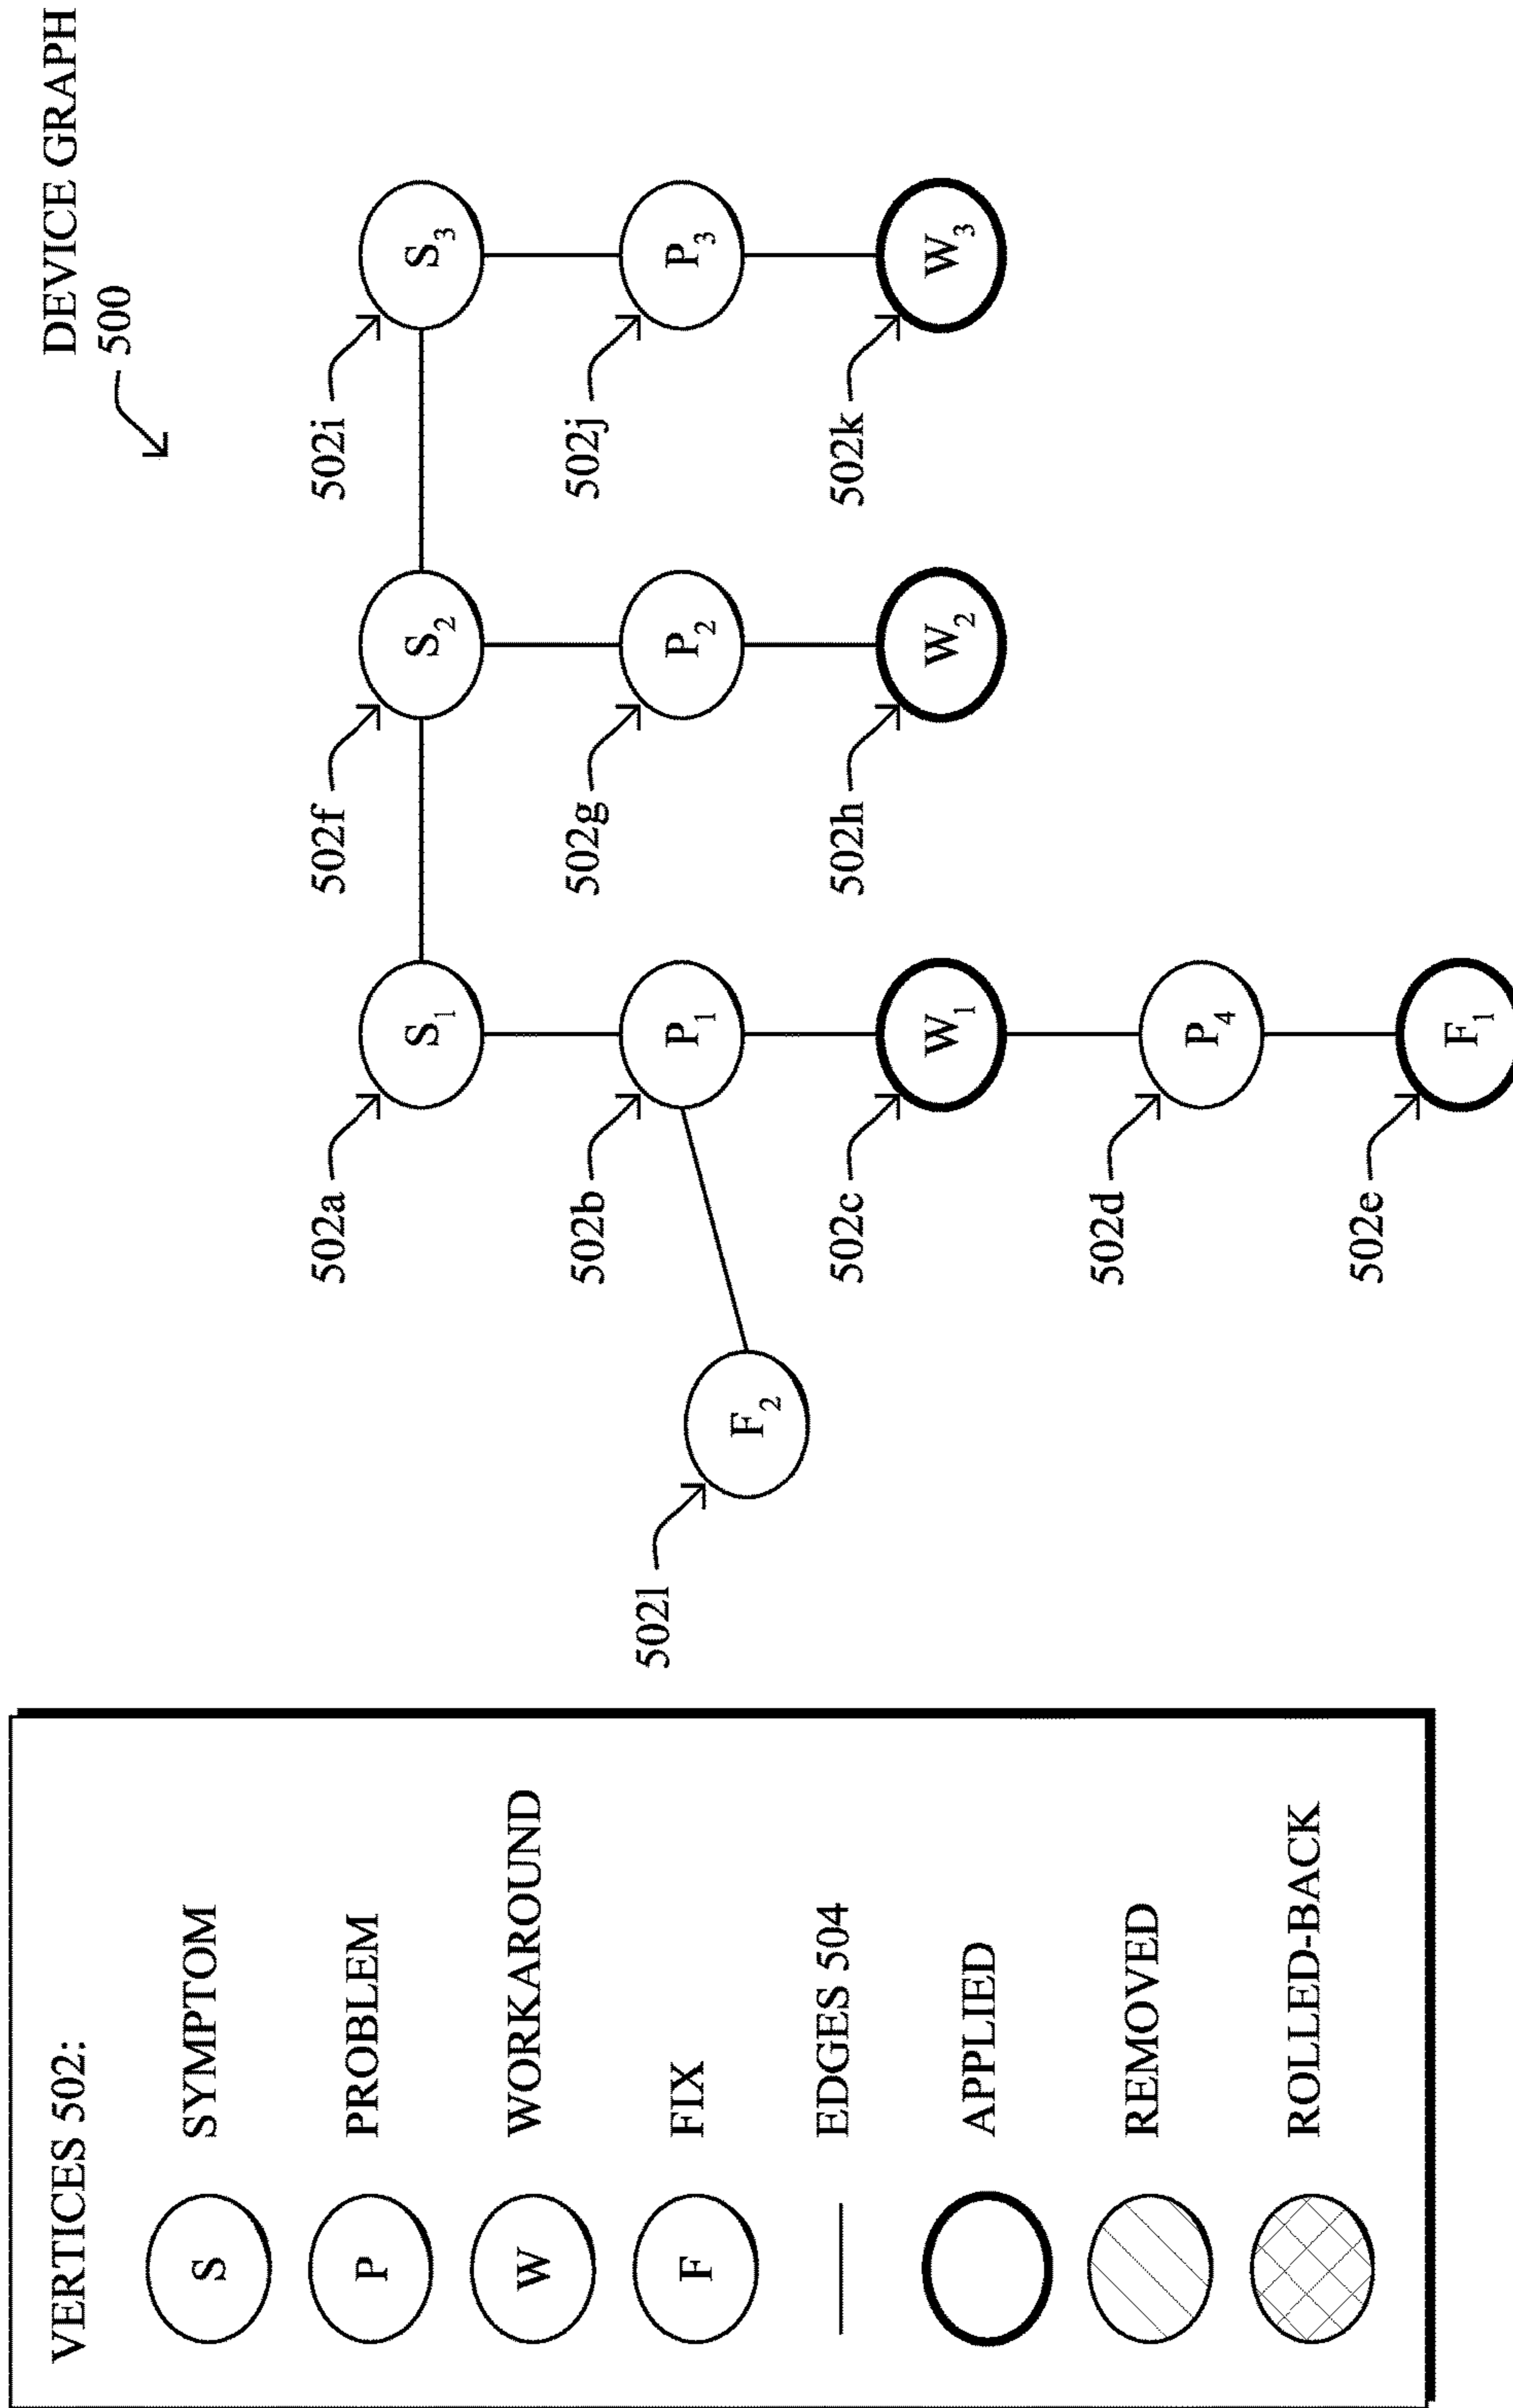 DEVICE GRAPH
500
VERTICES 502:
S SYMPTOM
P PROBLEM
W WORKAROUND
F FIX
EDGES 504
APPLIED
REMOVED
ROLLED-BACK
502a
S1
502f
S2
502i
S3
502l
F2
502b
P1
502g
P2
502j
P3
502c
W1
502h
W2
502k
W3
502d
P4
502e
F1